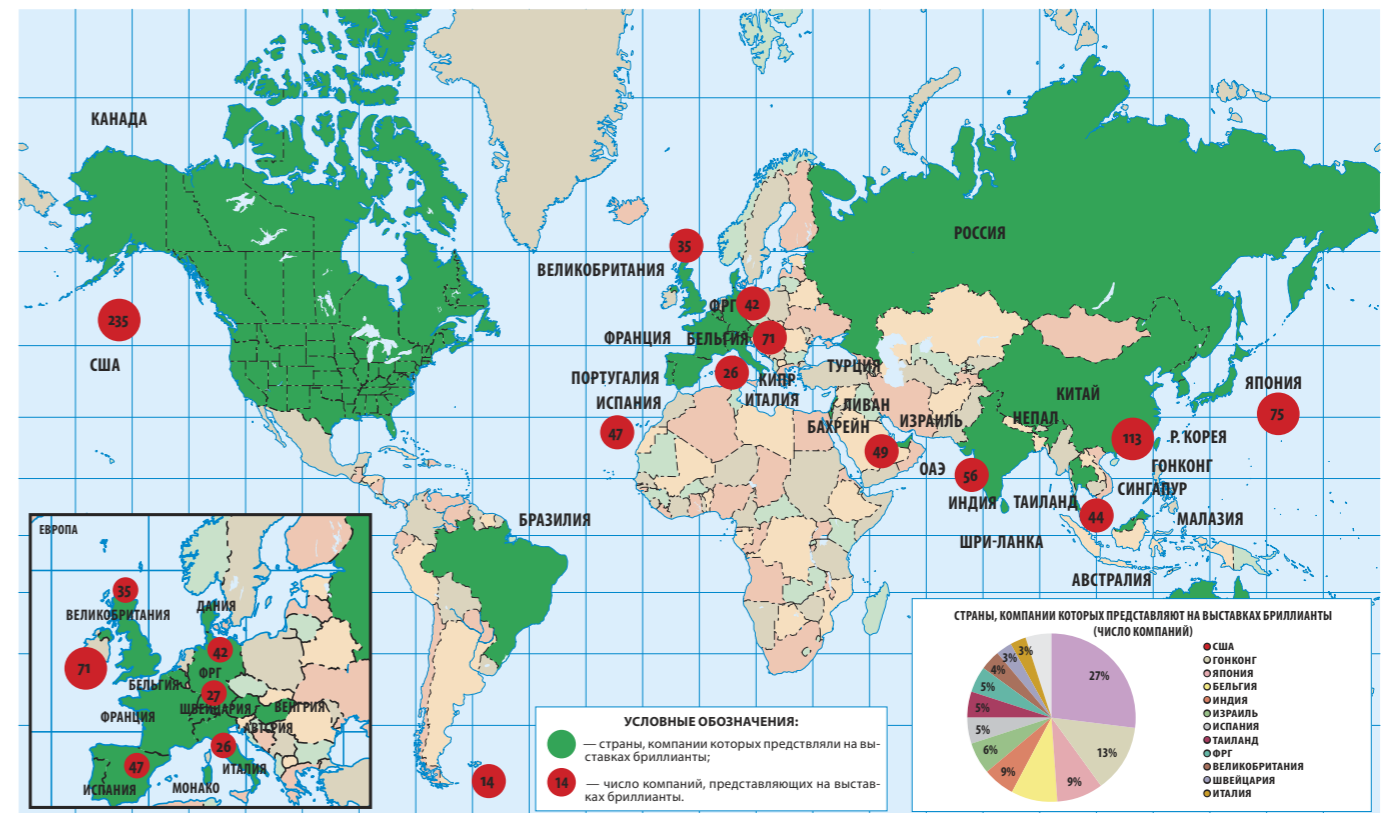 КАНАДА
РОССИЯ
35
ВЕЛИКОБРИТАНИЯ
ФРГ
42
235
США
ФРАНЦИЯ
БЕЛЬГИЯ
71
ПОРТУГАЛИЯ
26
КИПР
ТУРЦИЯ
ИСПАНИЯ
ИТАЛИЯ
ЛИВАН
КИТАЙ
ЯПОНИЯ
75
47
БАХРЕЙН
ИЗРАИЛЬ
НЕПАЛ
49
113
Р. КОРЕЯ
ОАЭ
56
ГОНКОНГ
ИНДИЯ
ТАИЛАНД
СИНГАПУР
44
БРАЗИЛИЯ
МАЛАЗИЯ
ШРИ-ЛАНКА
АВСТРАЛИЯ
ЕВРОПА
35
ВЕЛИКОБРИТАНИЯ
ДАНИЯ
42
71
ФРГ
БЕЛЬГИЯ
27
ШВЕЙЦАРИЯ
ВЕНГРИЯ
ФРАНЦИЯ
АВТСРИЯ
26
47
ИТАЛИЯ
ИСПАНИЯ
МОНАКО
14
УСЛОВНЫЕ ОБОЗНАЧЕНИЯ:
— страны, компании которых предствляли на вы-
ставках бриллианты;
14 — число компаний, представляющих на выстав-
ках бриллианты.
СТРАНЫ, КОМПАНИИ КОТОРЫХ ПРЕДСТАВЛЯЮТ НА ВЫСТАВКАХ БРИЛЛИАНТЫ
(ЧИСЛО КОМПАНИЙ)
27%
13%
9%
9%
6%
5%
5%
5%
4%
3%
3%
США
ГОНКОНГ
ЯПОНИЯ
БЕЛЬГИЯ
ИНДИЯ
ИЗРАИЛЬ
ИСПАНИЯ
ТАИЛАНД
ФРГ
ВЕЛИКОБРИТАНИЯ
ШВЕЙЦАРИЯ
ИТАЛИЯ